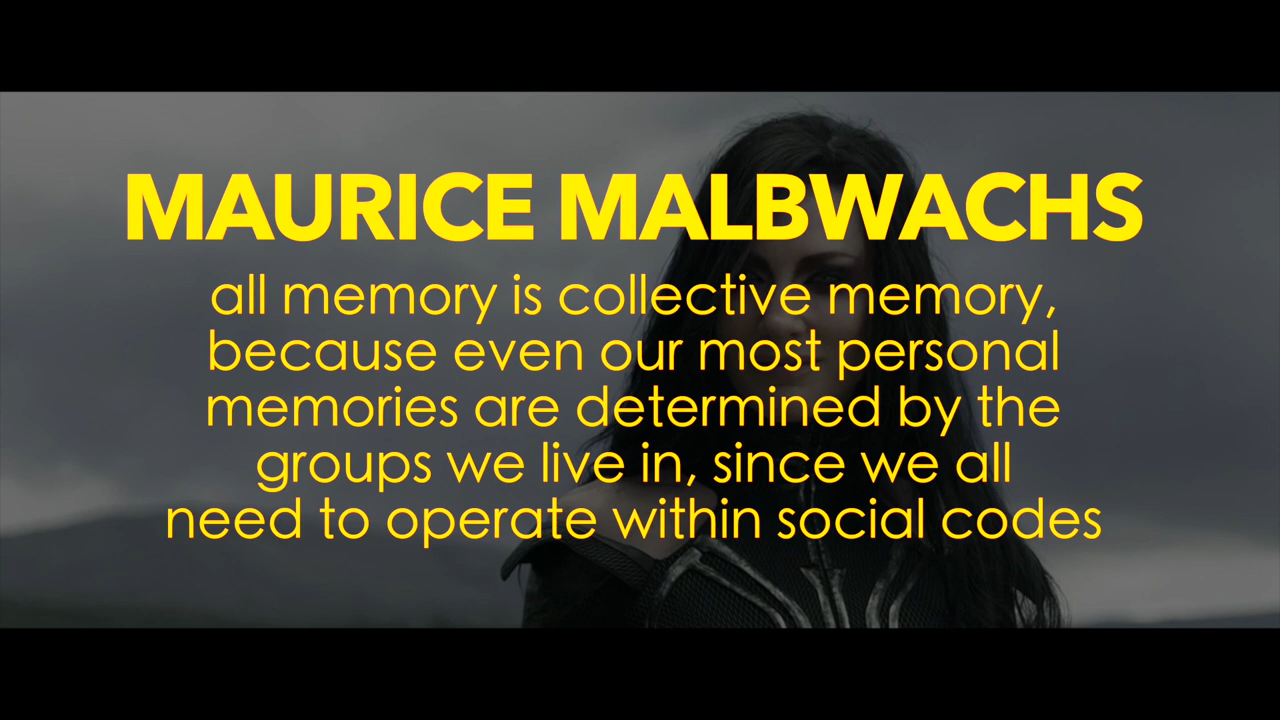 MAURICE MALBWACHS
all memory is collective memory,
because even our most personal
memories are determined by the
groups we live in, since we all
need to operate within social codes